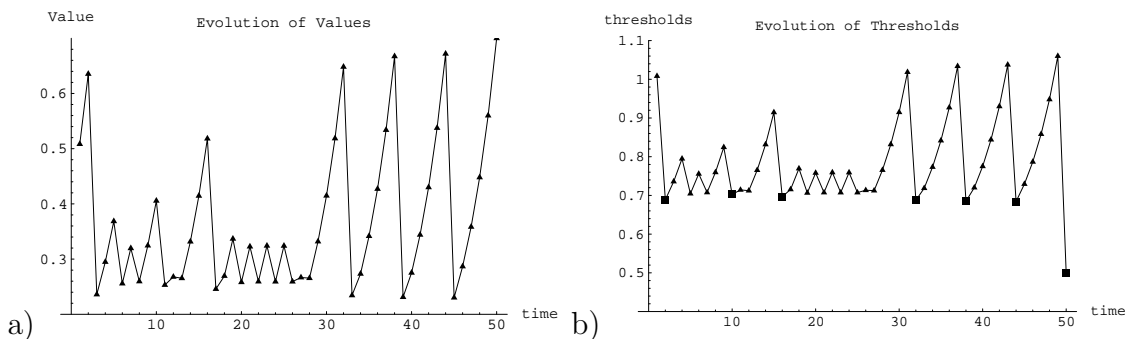 Value
Evolution of Values
0.6
0.5
0.4
0.3
10 20 30 40 50
time
a)
thresholds
Evolution of Thresholds
1.1
1
0.9
0.8
0.7
0.6
0.5
10 20 30 40 50
time
b)